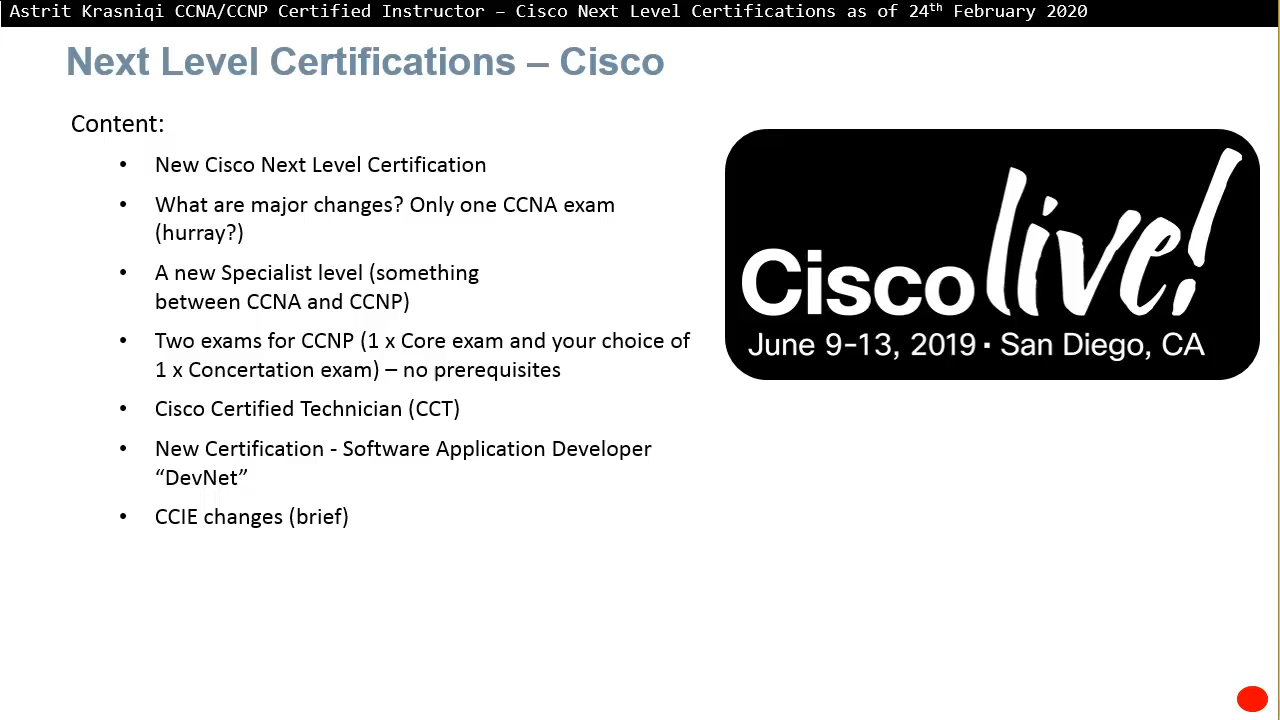 Astrit Krasniqi CCNA/CCNP Certified Instructor – Cisco Next Level Certifications as of 24th February 2020
Next Level Certifications – Cisco
Content:
• New Cisco Next Level Certification
• What are major changes? Only one CCNA exam
(hurray?)
• A new Specialist level (something
between CCNA and CCNP)
• Two exams for CCNP (1 x Core exam and your choice of
1 x Concertation exam) – no prerequisites
• Cisco Certified Technician (CCT)
• New Certification - Software Application Developer
“DevNet”
• CCIE changes (brief)
Cisco live!
June 9-13, 2019 · San Diego, CA